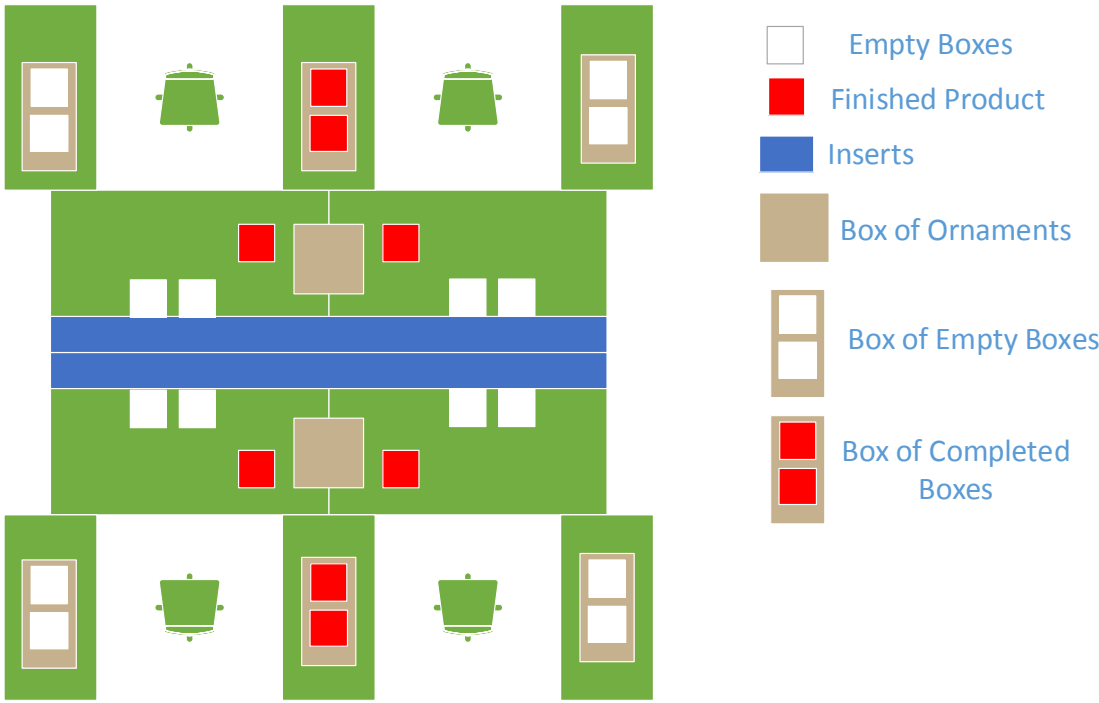 Empty Boxes
Finished Product
Inserts
Box of Ornaments
Box of Empty Boxes
Box of Completed
Boxes